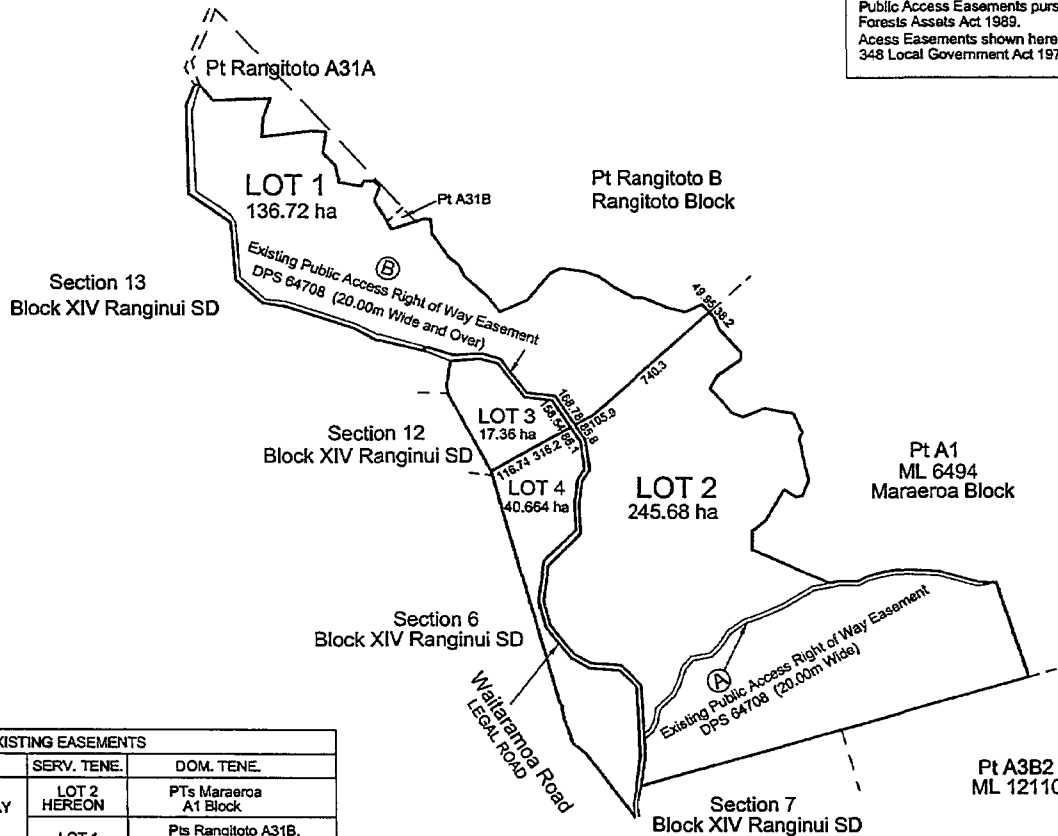 Public Access Easements purs
Forests Assets Act 1989.
Acess Easements shown here
348 Local Government Act 197
Pt Rangitoto A31A
LOT 1
136.72 ha
Pt A31B
Pt Rangitoto B
Rangitoto Block
Section 13
Block XIV Ranginui SD
B
Existing Public Access Right of Way Easement
DPS 64708 (20.00m Wide and Over)
49.95
38.2
740.3
LOT 3
17.36 ha
168.78
158.54
105.9
85.8
88.1
Section 12
Block XIV Ranginui SD
116.74 316.2
LOT 4
40.664 ha
LOT 2
245.68 ha
Pt A1
ML 6494
Maraeroa Block
Section 6
Block XIV Ranginui SD
Waitaramoa Road
LEGAL ROAD
A
Existing Public Access Right of Way Easement
DPS 64708 (20.00m Wide)
XISTING EASEMENTS
SERV. TENE. DOM. TENE.
AY LOT 2 HEREON PTs Maraeroa
A1 Block
LOT 1 Pts Rangitoto A31B,
Section 7
Block XIV Ranginui SD
Pt A3B2
ML 12110